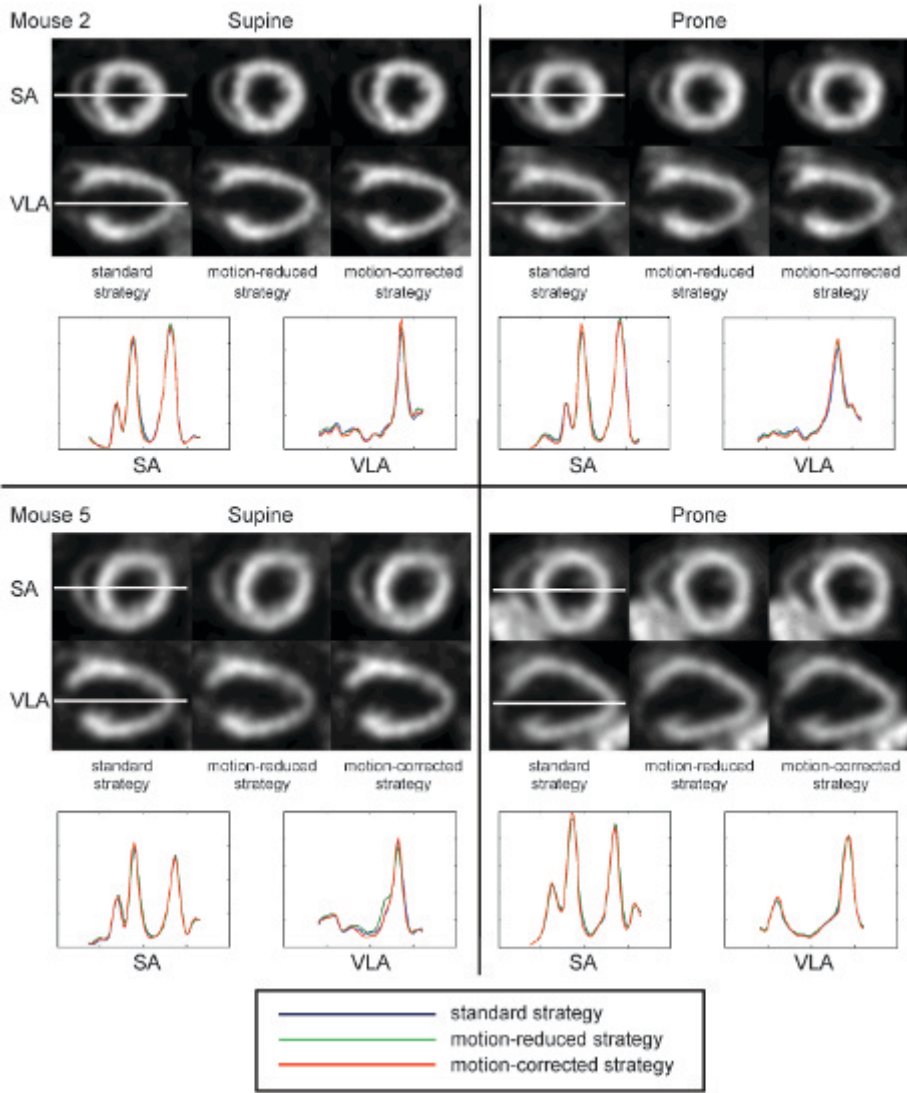 Mouse 2 Supine Prone
SA
VLA
standard strategy motion-reduced strategy motion-corrected strategy
standard strategy motion-reduced strategy motion-corrected strategy
SA VLA SA VLA
Mouse 5 Supine Prone
SA
VLA
standard strategy motion-reduced strategy motion-corrected strategy
standard strategy motion-reduced strategy motion-corrected strategy
SA VLA SA VLA
standard strategy
motion-reduced strategy
motion-corrected strategy